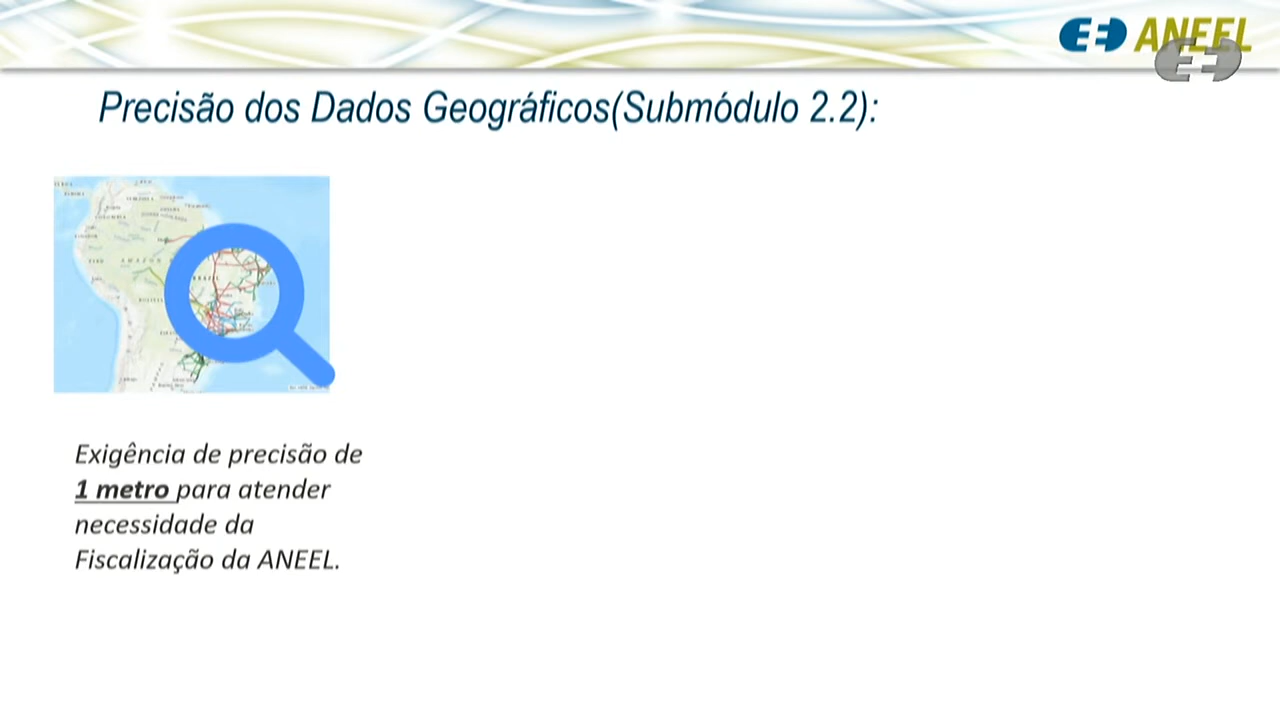 ANEEL
Precisão dos Dados Geográficos(Submódulo 2.2):
BRAZIL
Exigência de precisão de
1 metro para atender
necessidade da
Fiscalização da ANEEL.